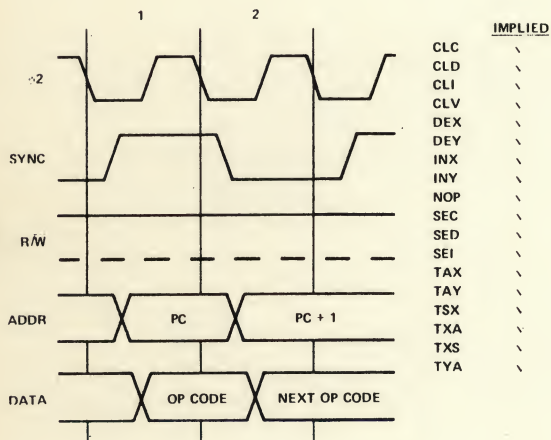 1 2
IMPLIED
CLC \
CLD \
CLI \
CLV \
DEX \
DEY \
INX \
INY \
NOP \
SEC \
SED \
SEI \
TAX \
TAY \
TSX \
TXA \
TXS \
TYA \
2
SYNC
R/W
ADDR PC PC + 1
DATA OP CODE NEXT OP CODE